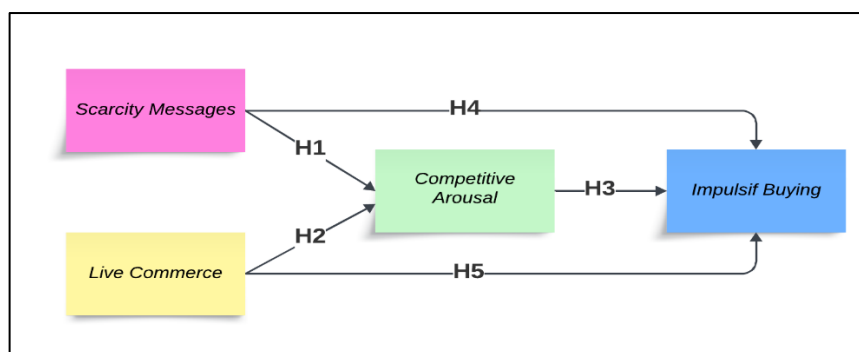 Scarcity Messages
H4
H1
Competitive
Arousal
H3
Impulsif Buying
H2
Live Commerce
H5